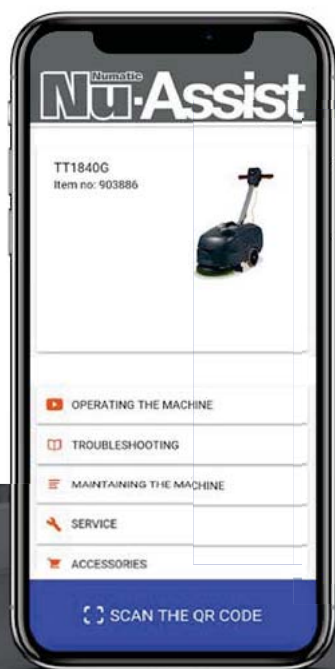 Numatic
Nu-Assist
TT1840G
Item no: 903886
OPERATING THE MACHINE
TROUBLESHOOTING
MAINTAINING THE MACHINE
SERVICE
ACCESSORIES
SCAN THE QR CODE